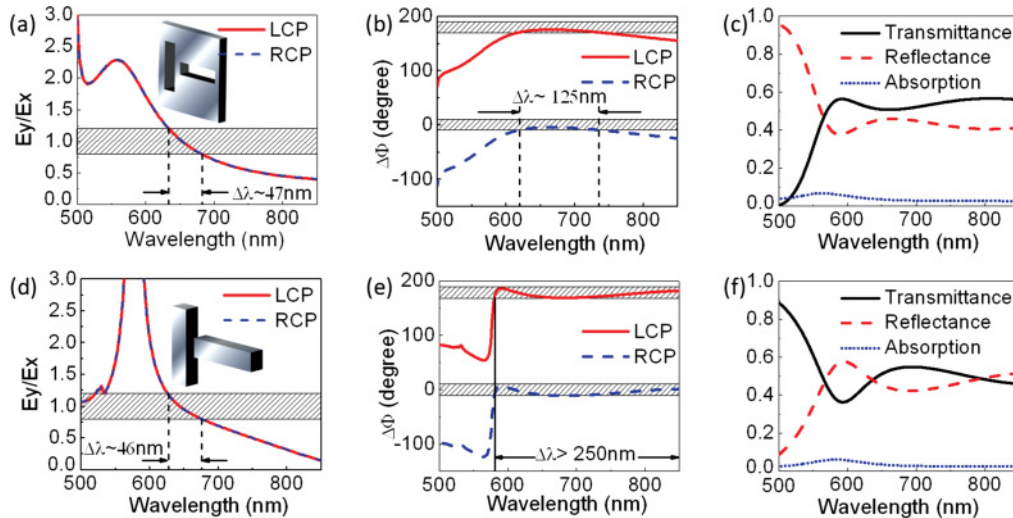 (a)
3.0
2.5
2.0
1.5
1.0
0.5
0.0
Ey/Ex
LCP
RCP
Δλ~47nm
500 600 700 800
Wavelength (nm)
(b)
200
100
0
-100
ΔΦ (degree)
LCP
RCP
Δλ~ 125nm
500 600 700 800
Wavelength (nm)
(c)
1.0
0.8
0.6
0.4
0.2
0.0
Transmittance
Reflectance
Absorption
500 600 700 800
Wavelength (nm)
(d)
3.0
2.5
2.0
1.5
1.0
0.5
0.0
Ey/Ex
LCP
RCP
Δλ~46nm
500 600 700 800
Wavelength (nm)
(e)
200
100
0
-100
ΔΦ (degree)
LCP
RCP
Δλ> 250nm
500 600 700 800
Wavelength (nm)
(f)
1.0
0.8
0.6
0.4
0.2
0.0
Transmittance
Reflectance
Absorption
500 600 700 800
Wavelength (nm)